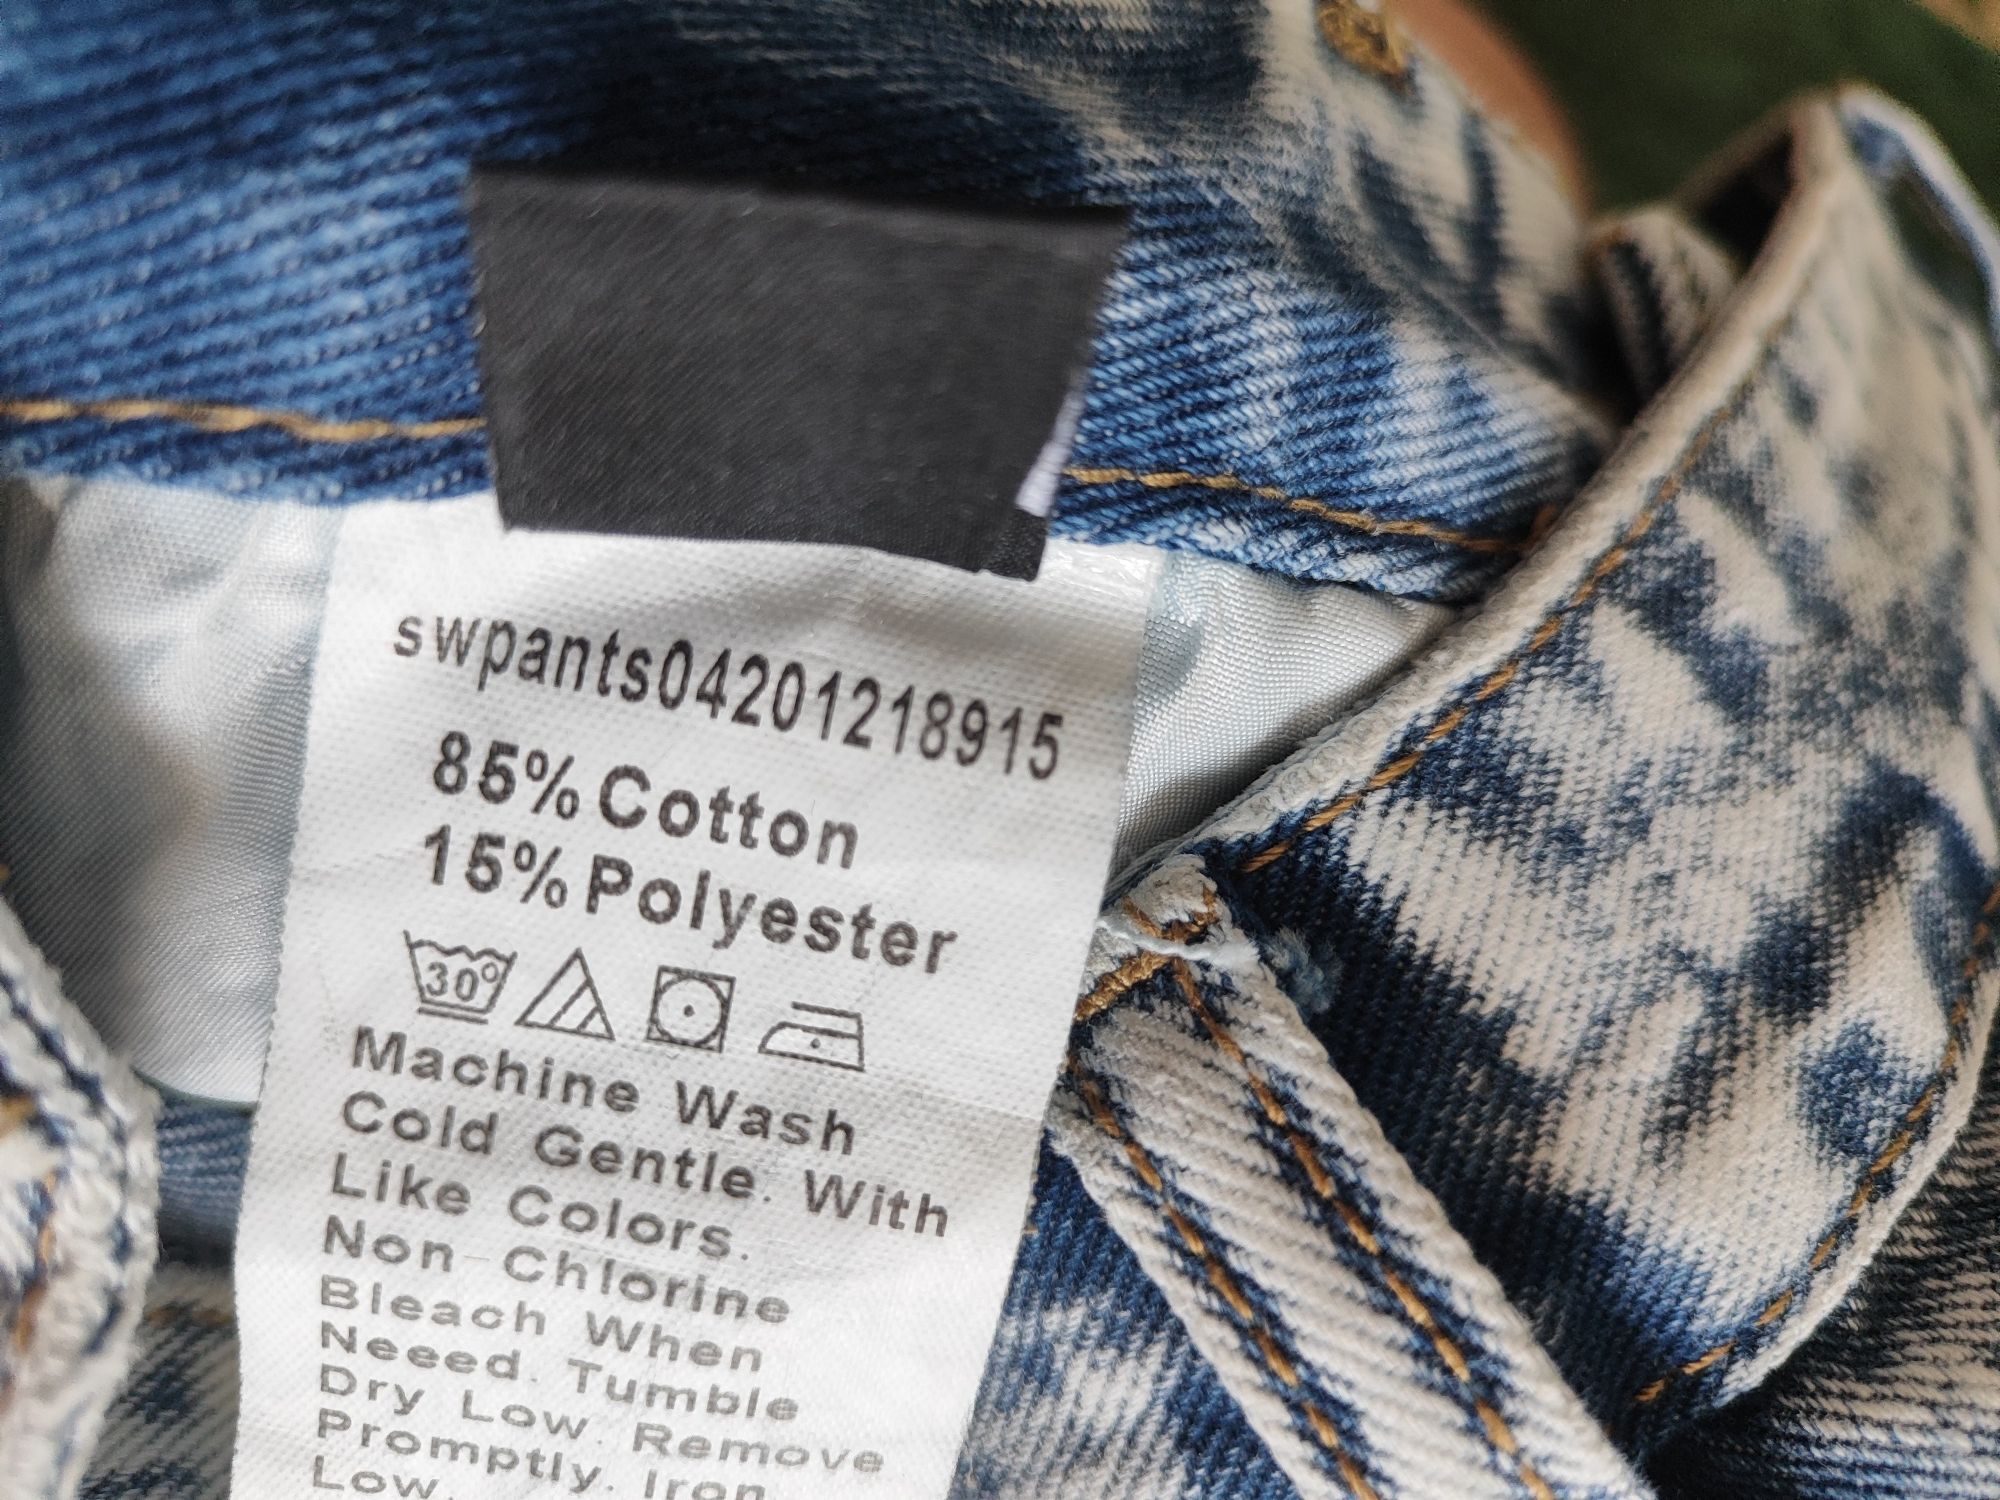 swpants04201218915
85% Cotton
15% Polyester
30°
Machine Wash
Cold Gentle. With
Like Colors.
Non-Chlorine
Bleach When
Neeed. Tumble
Dry Low. Remove
Promptly. Iron
Low.